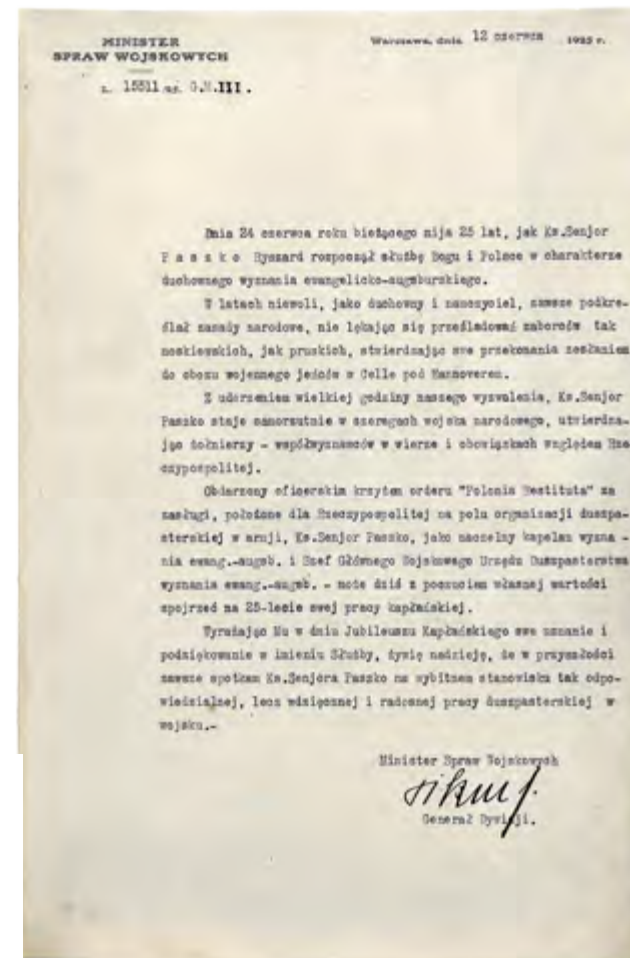 MINISTER
SPRAW WOJSKOWYCH
Warszawa, dnia 12 czerwca 1925 r.
L. 15511 G.M.III.
Dnia 24 czerwca roku bieżącego mija 25 lat, jak Ks.Senjor
P a s z k o Ryszard rozpoczął służbę Bogu i Polsce w charakterze
duchownego wyznania ewangelicko-augsburskiego.
W latach niewoli, jako duchowny i nauczyciel, zawsze podkre-
ślał zasady narodowe, nie lękając się prześladowań zaborców tak
moskiewskich, jak pruskich, stwierdzając swe przekonania zesłaniem
do obozu wojennego jeńców w Celle pod Hannoverem.
Z uderzeniem wielkiej godziny naszego wyzwolenia, Ks.Senjor
Paszko staje samorzutnie w szeregach wojska narodowego, utwierdza-
jąc żołnierzy - współwyznawców w wierze i obowiązkach względem Rze
czypospolitej.
Obdarzony oficerskim krzyżem orderu "Polonia Restituta" za
zasługi, położone dla Rzeczypospolitej na polu organizacji duszpa-
sterskiej w armji, Ks.Senjor Paszko, jako naczelny kapelan wyzna -
nia ewang.-augsb. i Szef Głównego Wojskowego Urzędu Duszpasterstwa
wyznania ewang.-augsb. - może dziś z poczuciem własnej wartości
spojrzeć na 25-lecie swej pracy kapłańskiej.
Wyrażając Mu w dniu Jubileuszu Kapłańskiego swe uznanie i
podziękowanie w imieniu Służby, żywię nadzieję, że w przyszłości
zawsze spotkam Ks.Senjora Paszko na wybitnem stanowisku tak odpo-
wiedzialnej, lecz wdzięcznej i radosnej pracy duszpasterskiej w
wojsku.-
Minister Spraw Wojskowych
Generał Dywizji.